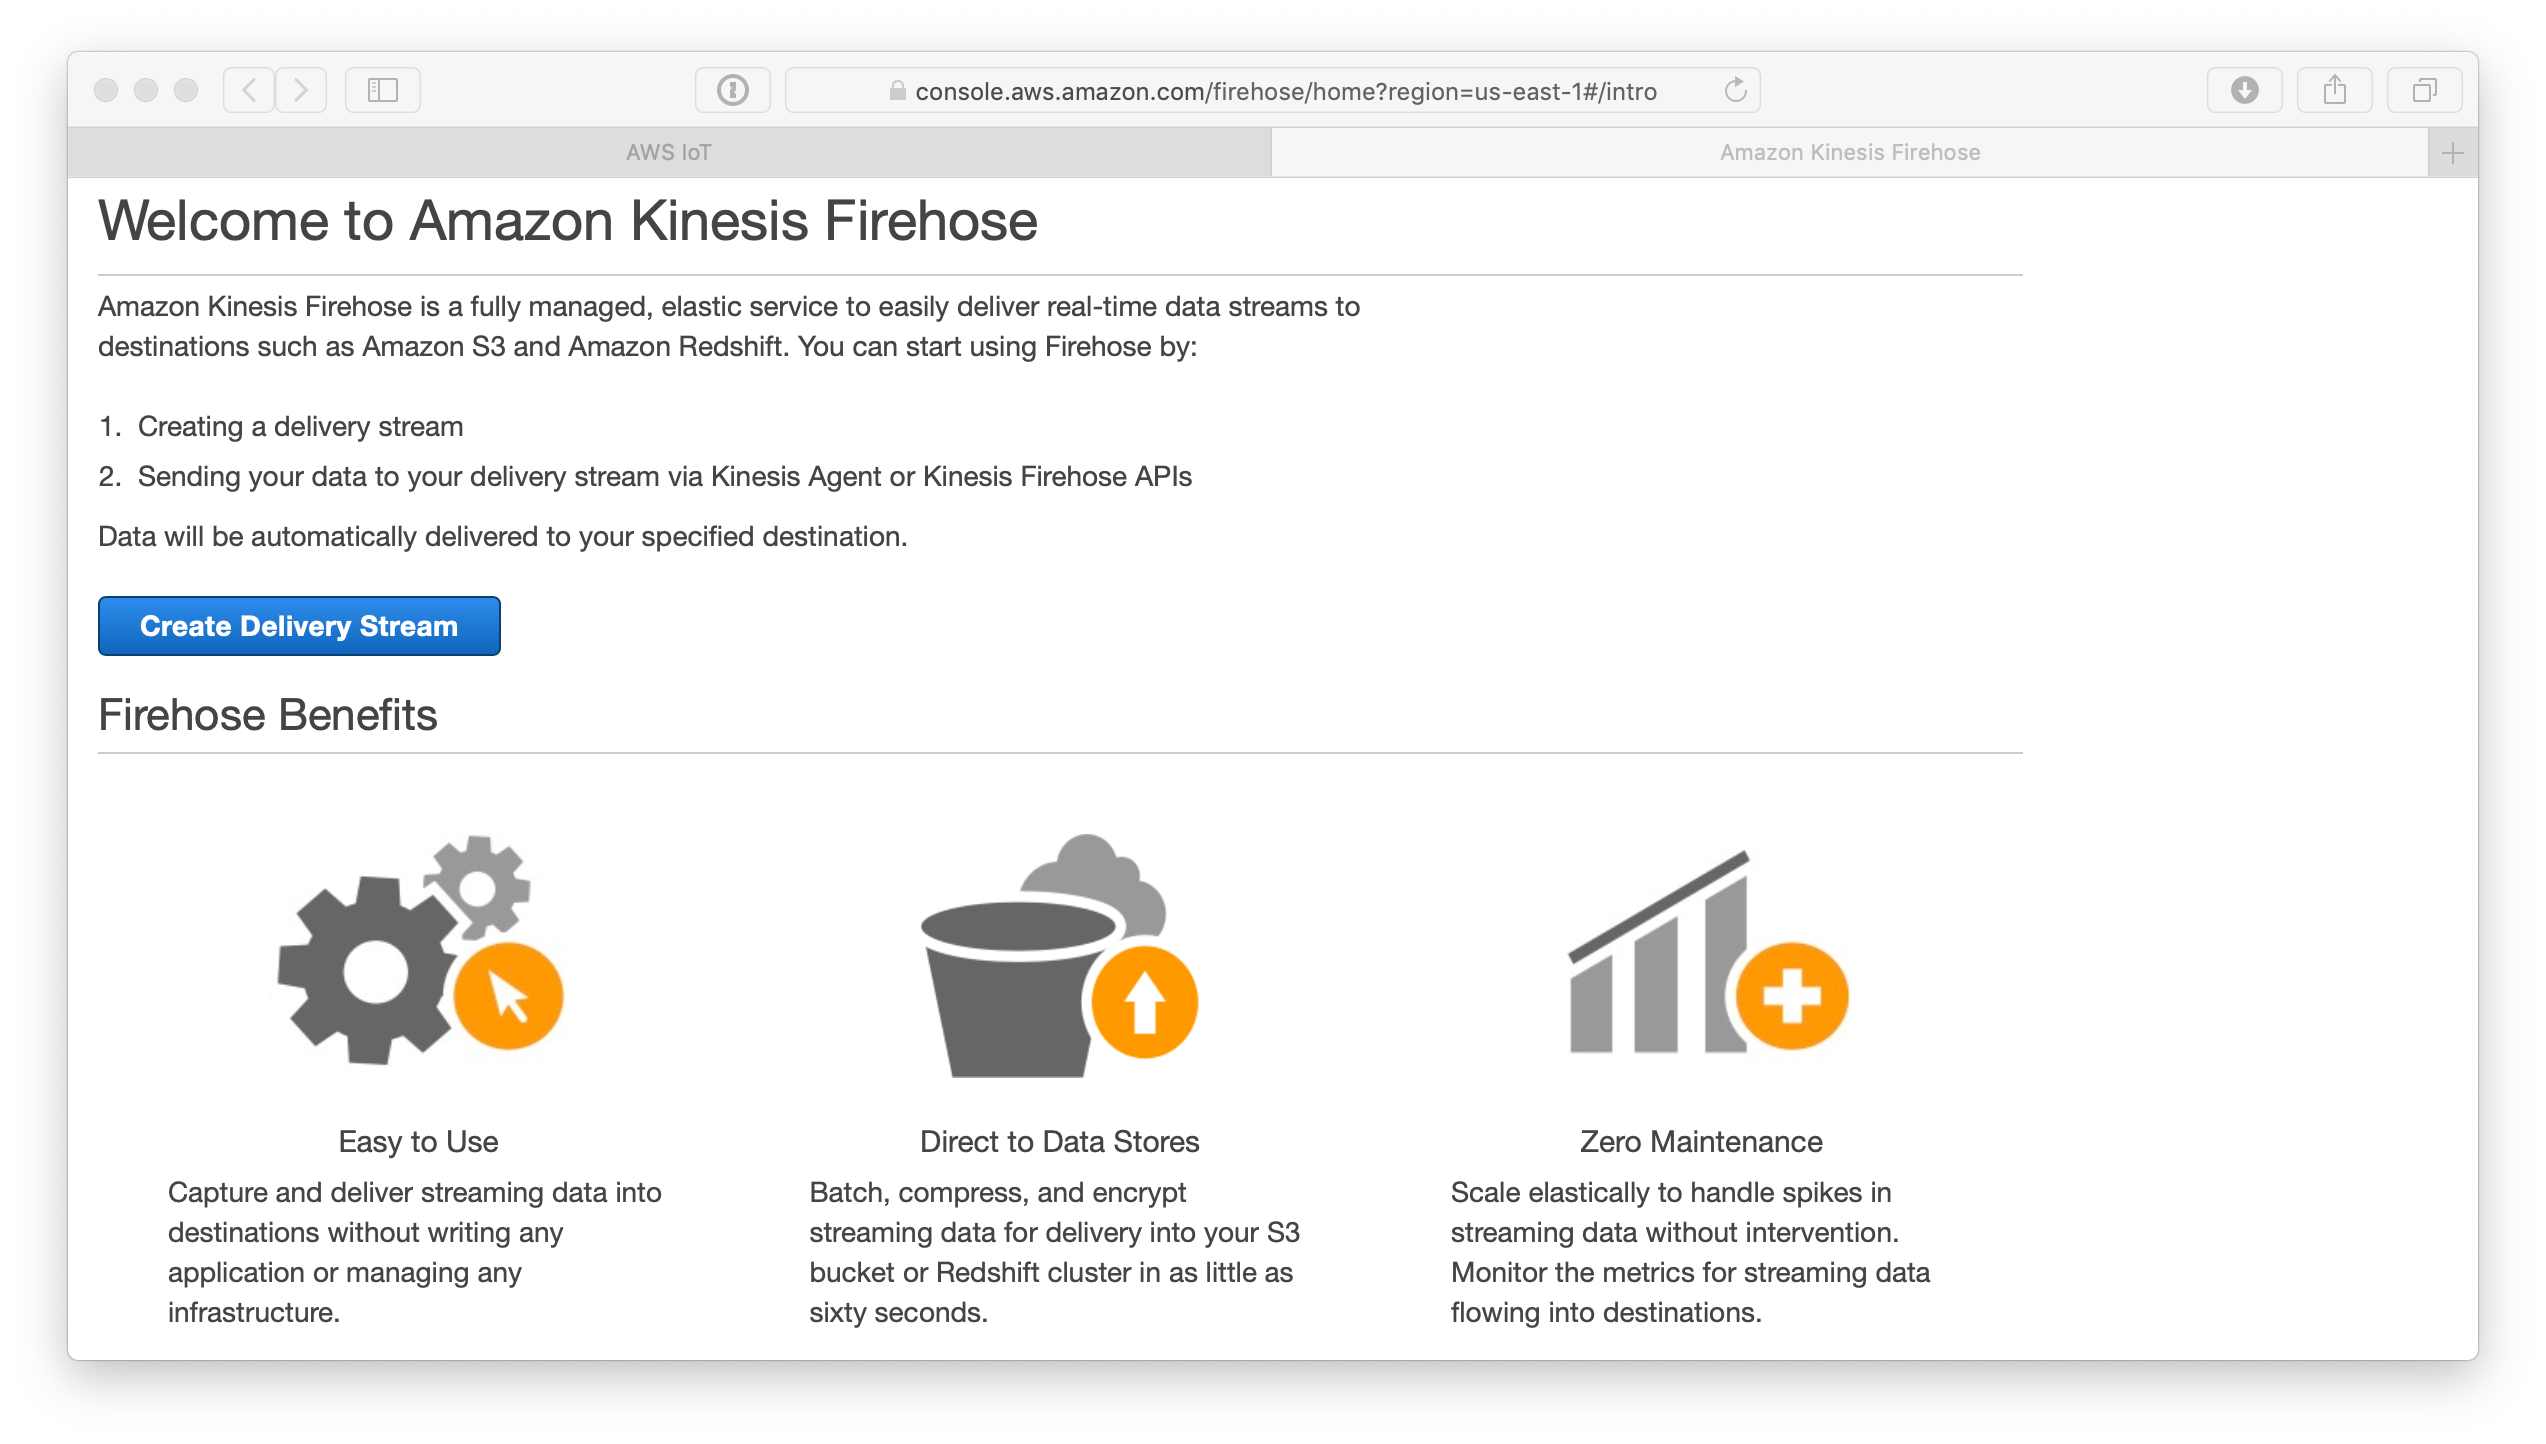 console.aws.amazon.com/firehose/home?region=us-east-1#/intro
AWS IoT
Amazon Kinesis Firehose
Welcome to Amazon Kinesis Firehose
Amazon Kinesis Firehose is a fully managed, elastic service to easily deliver real-time data streams to
destinations such as Amazon S3 and Amazon Redshift. You can start using Firehose by:
1. Creating a delivery stream
2. Sending your data to your delivery stream via Kinesis Agent or Kinesis Firehose APIs
Data will be automatically delivered to your specified destination.
Create Delivery Stream
Firehose Benefits
Easy to Use
Capture and deliver streaming data into
destinations without writing any
application or managing any
infrastructure.
Direct to Data Stores
Batch, compress, and encrypt
streaming data for delivery into your S3
bucket or Redshift cluster in as little as
sixty seconds.
Zero Maintenance
Scale elastically to handle spikes in
streaming data without intervention.
Monitor the metrics for streaming data
flowing into destinations.